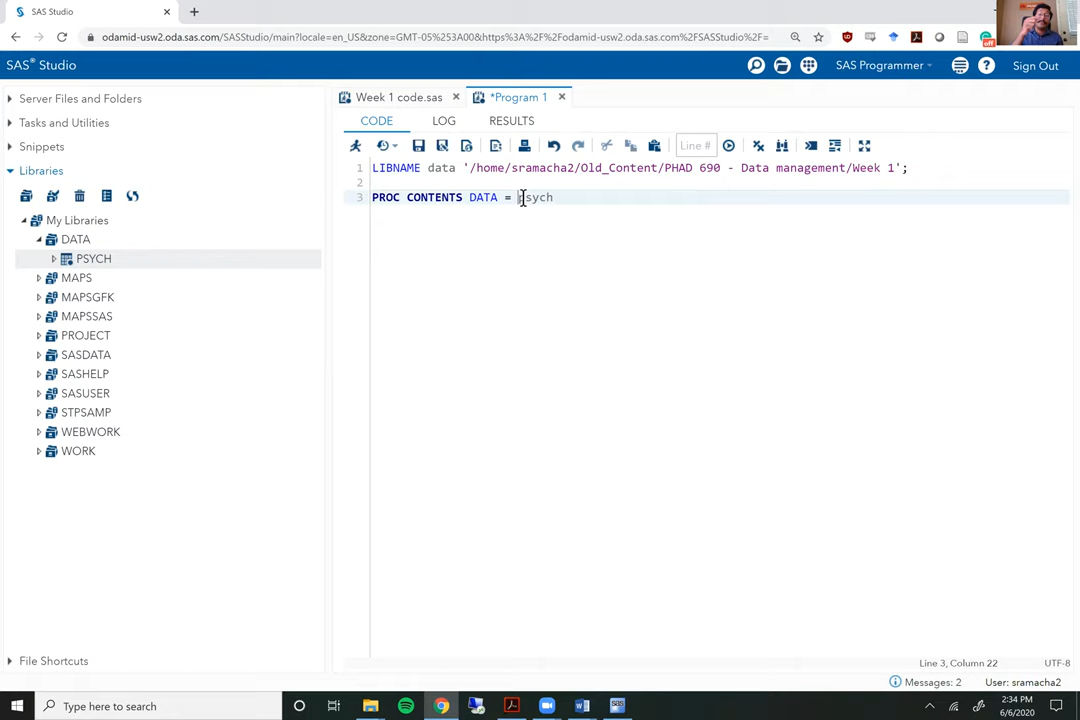 SAS Studio
odamid-usw2.oda.sas.com/SASStudio/main?locale=en_US&zone=GMT-05%253A00&https%3A%2F%2Fodamid-usw2.oda.sas.com%2FSASStudio%2F=
off
SAS® Studio
SAS Programmer
Sign Out
Server Files and Folders
Tasks and Utilities
Snippets
Libraries
My Libraries
DATA
PSYCH
MAPS
MAPSGFK
MAPSSAS
PROJECT
SASDATA
SASHELP
SASUSER
STPSAMP
WEBWORK
WORK
File Shortcuts
Week 1 code.sas
*Program 1
CODE LOG RESULTS
Line #
1 LIBNAME data '/home/sramacha2/Old_Content/PHAD 690 - Data management/Week 1';
2
3 PROC CONTENTS DATA = psych
Line 3, Column 22
UTF-8
Messages: 2
User: sramacha2
Type here to search
2:34 PM
6/6/2020